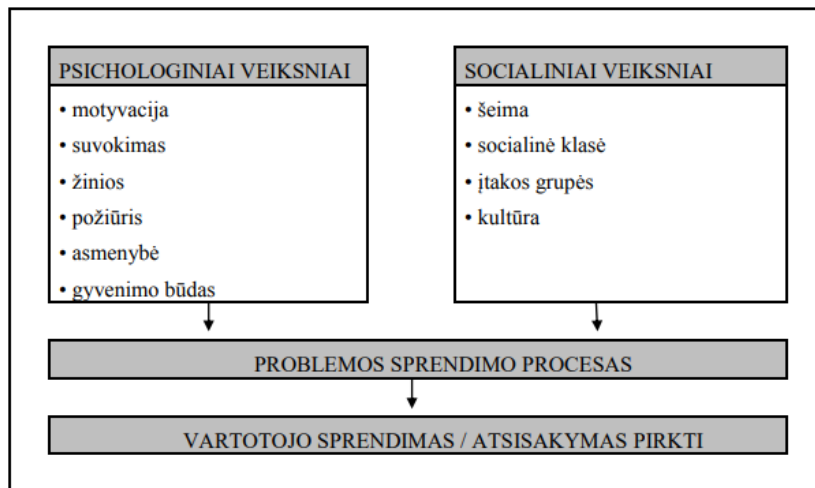 PSICHOLOGINIAI VEIKSNIAI
• motyvacija
• suvokimas
• žinios
• požiūris
• asmenybė
• gyvenimo būdas
SOCIALINIAI VEIKSNIAI
• šeima
• socialinė klasė
• įtakos grupės
• kultūra
PROBLEMOS SPRENDIMO PROCESAS
VARTOTOJO SPRENDIMAS / ATSISAKYMAS PIRKTI